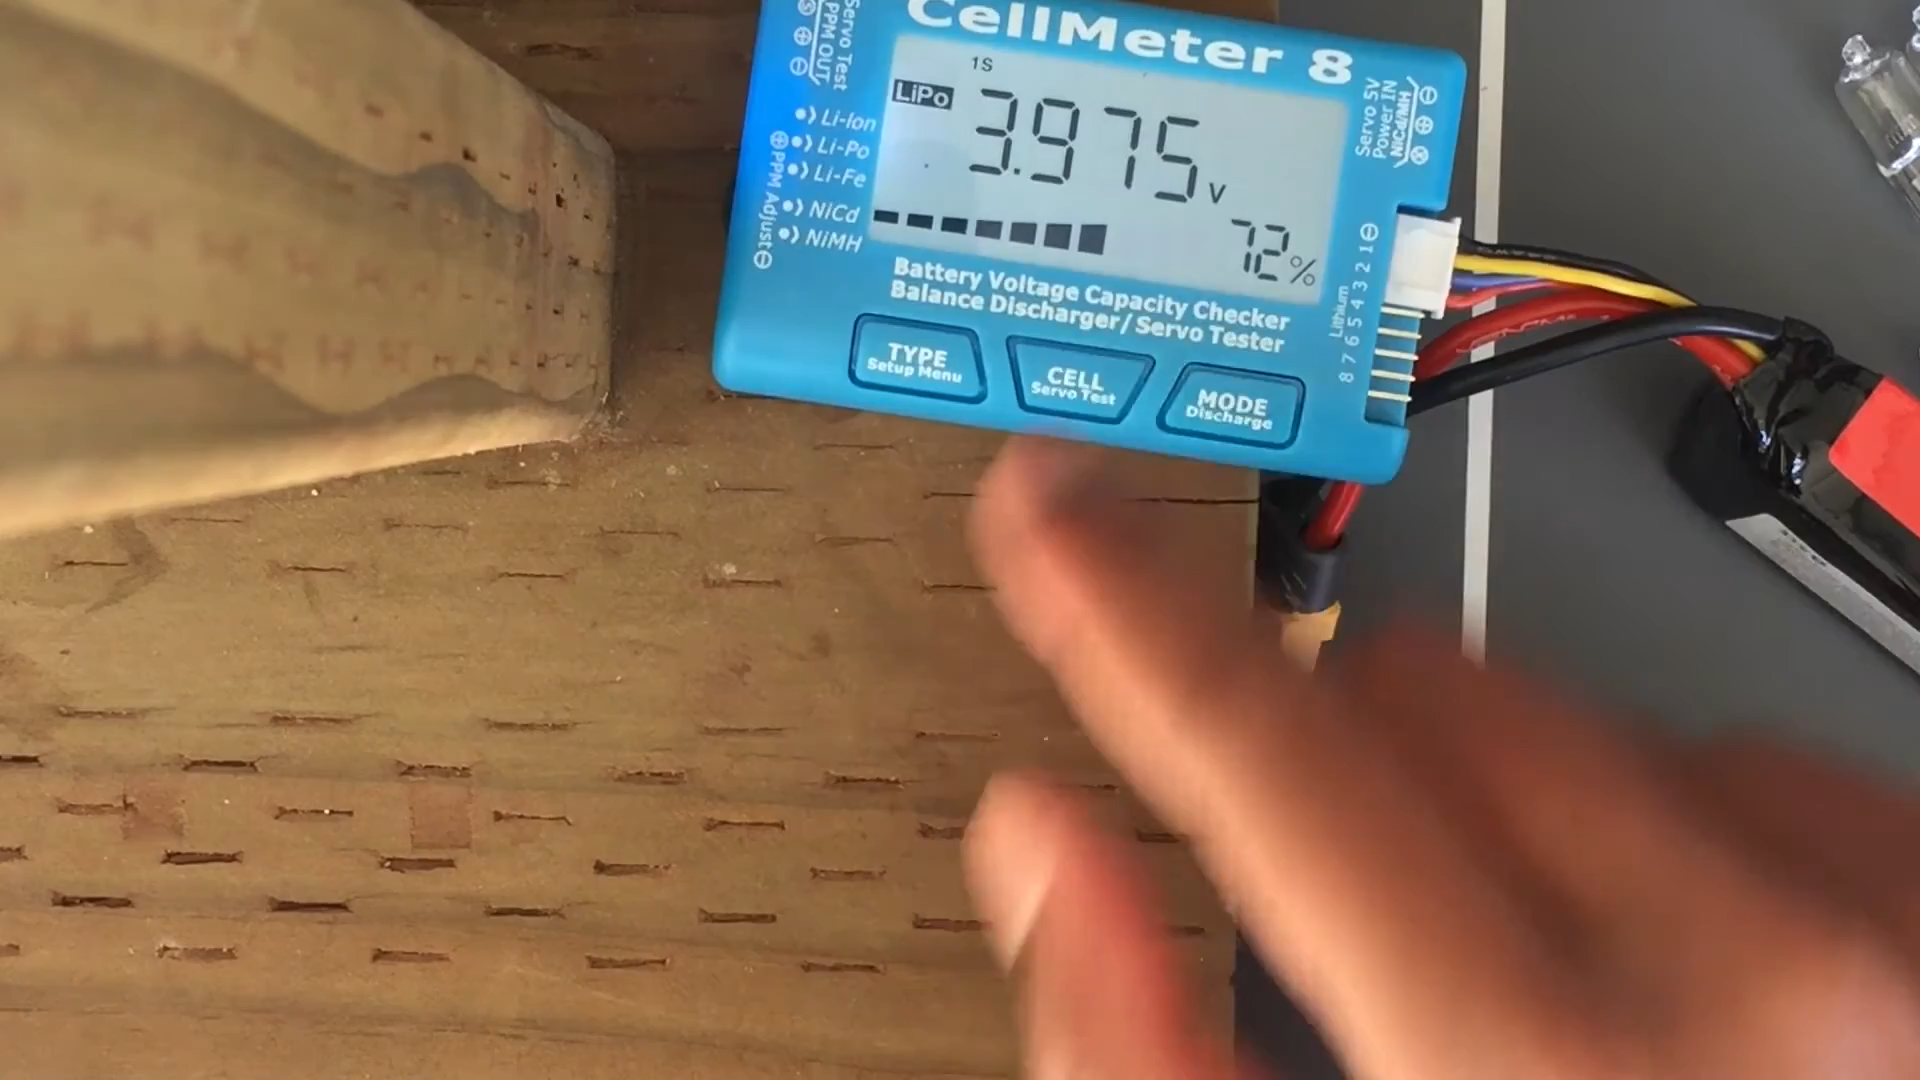 CellMeter 8
Servo Test
PPM OUT
Li-Ion
Li-Po
Li-Fe
NiCd
NiMH
PPM Adjust
1S
LiPo
3.975 V
72%
Servo 5V
Power IN
NiCd/MH
Lithium
8 7 6 5 4 3 2 1
Battery Voltage Capacity Checker
Balance Discharger/Servo Tester
TYPE
Setup Menu
CELL
Servo Test
MODE
Discharge